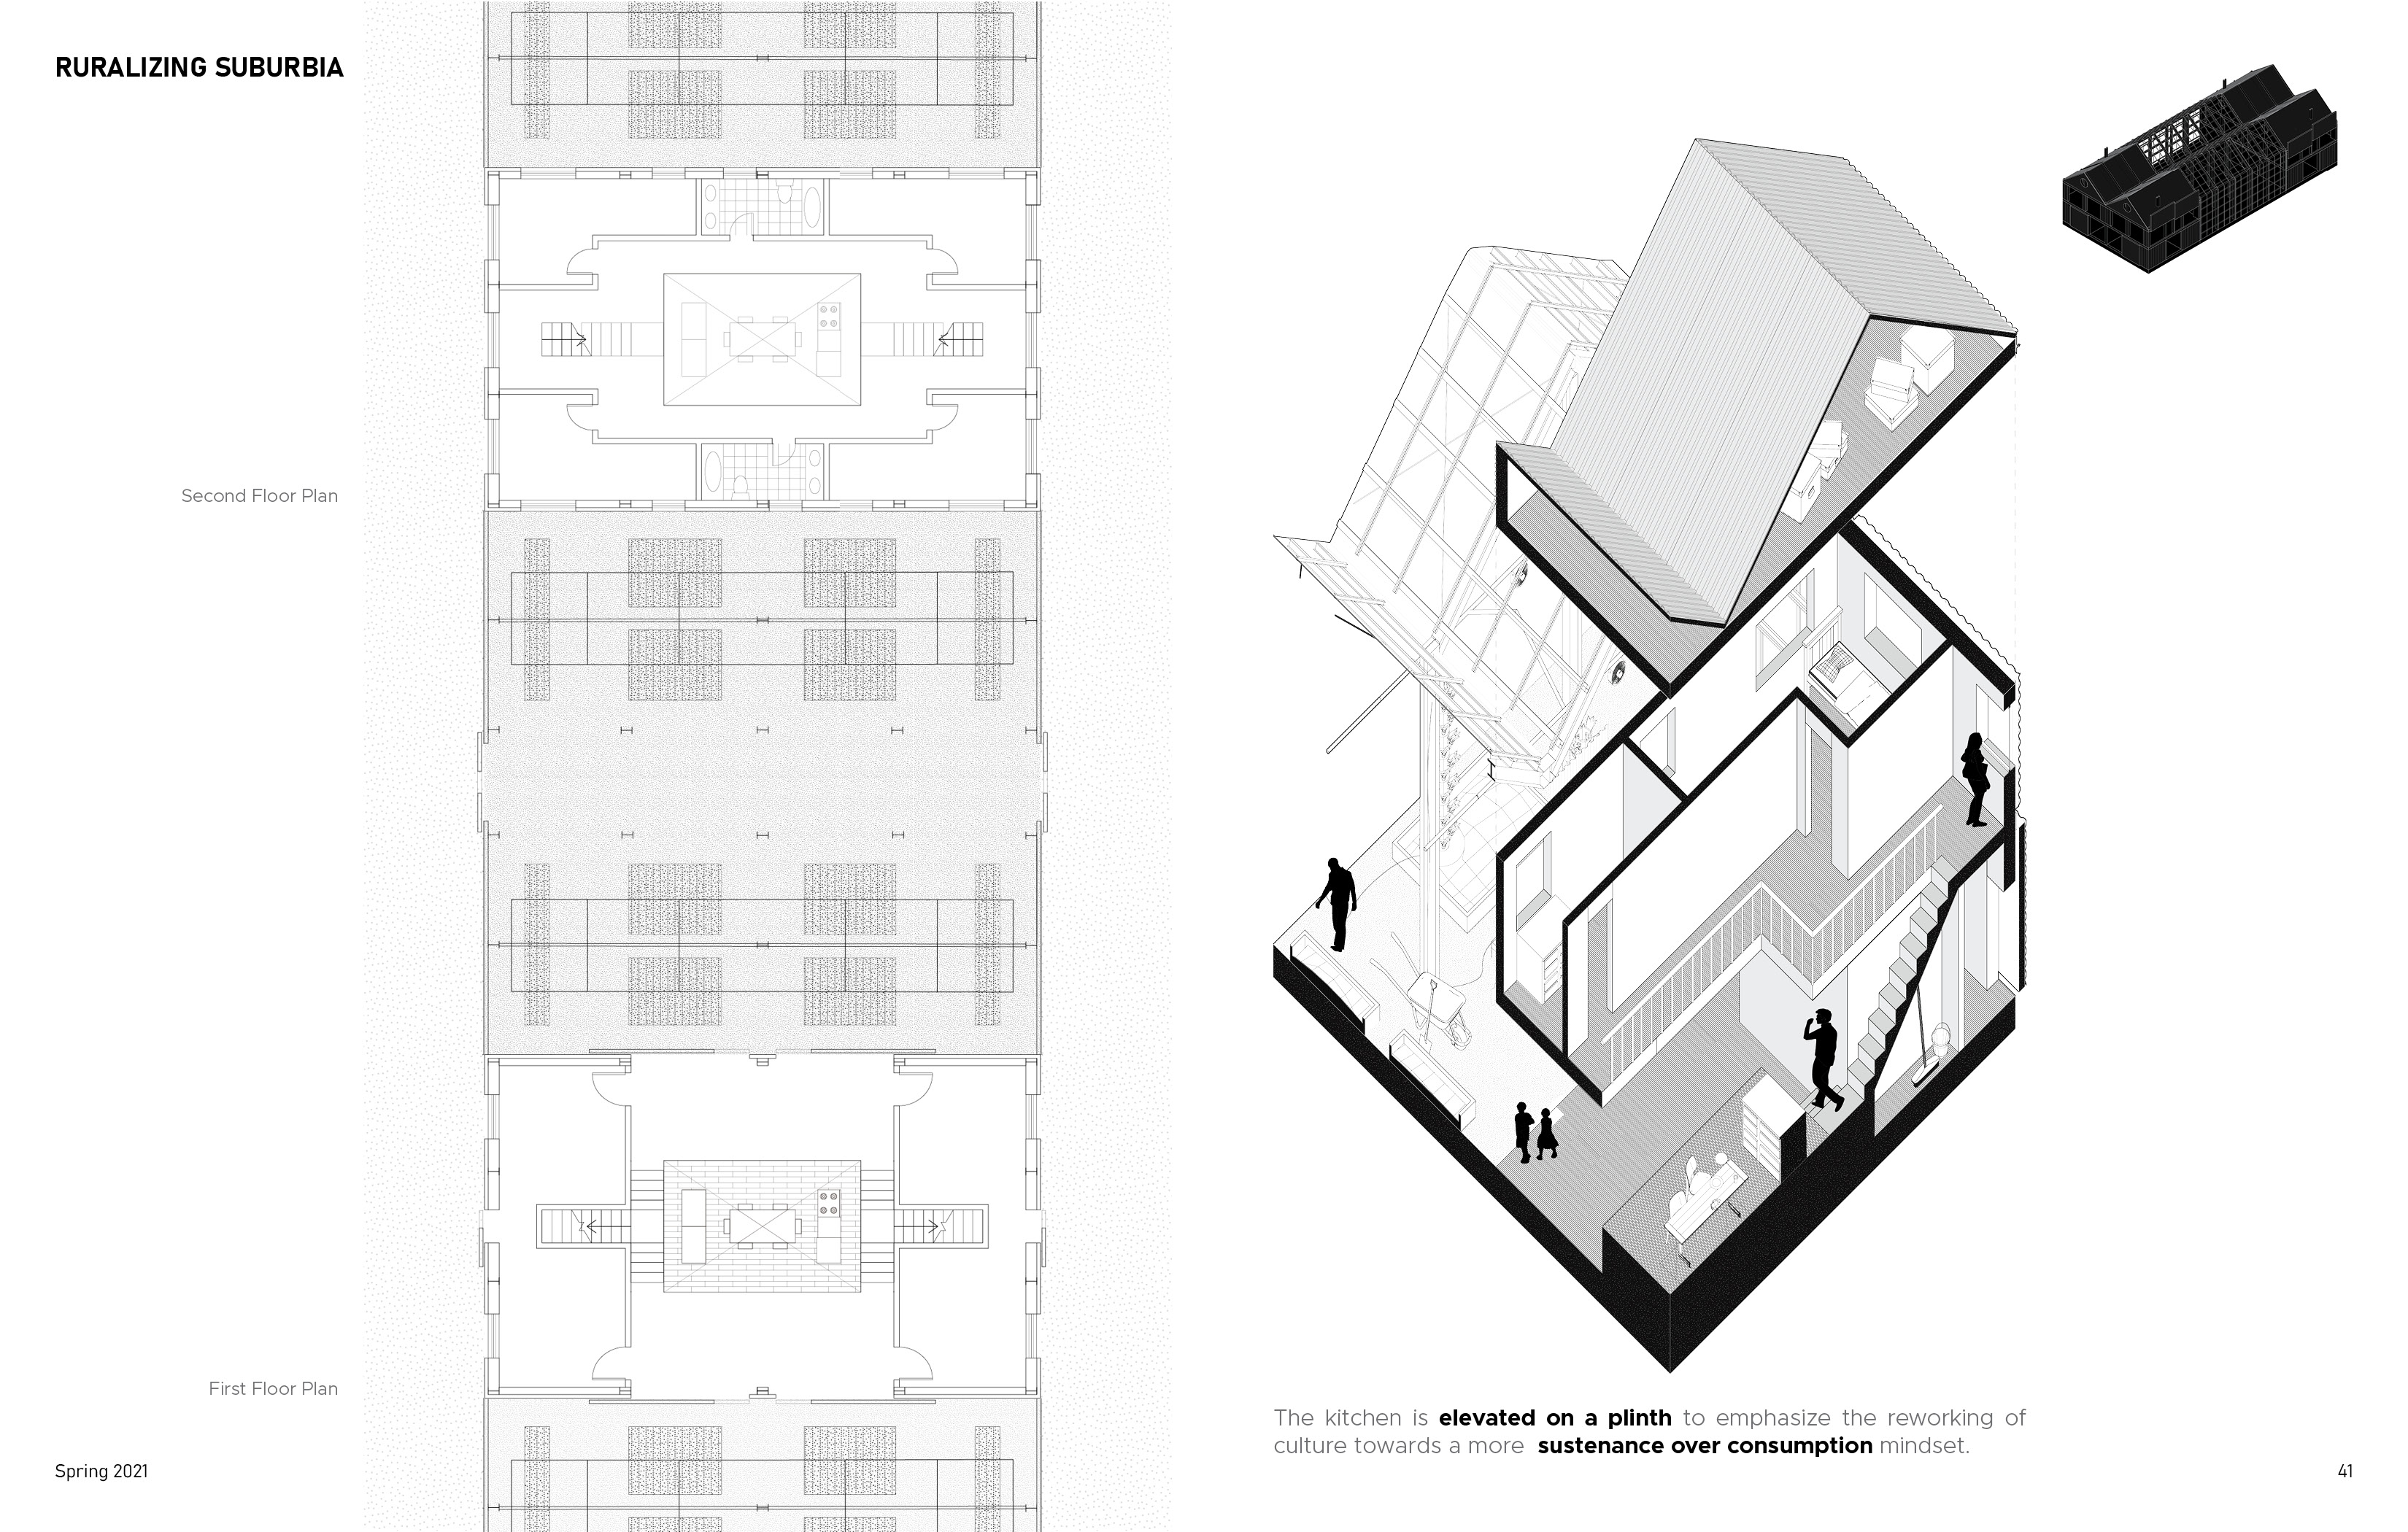 RURALIZING SUBURBIA
Second Floor Plan
First Floor Plan
The kitchen is elevated on a plinth to emphasize the reworking of
culture towards a more sustenance over consumption mindset.
Spring 2021
41